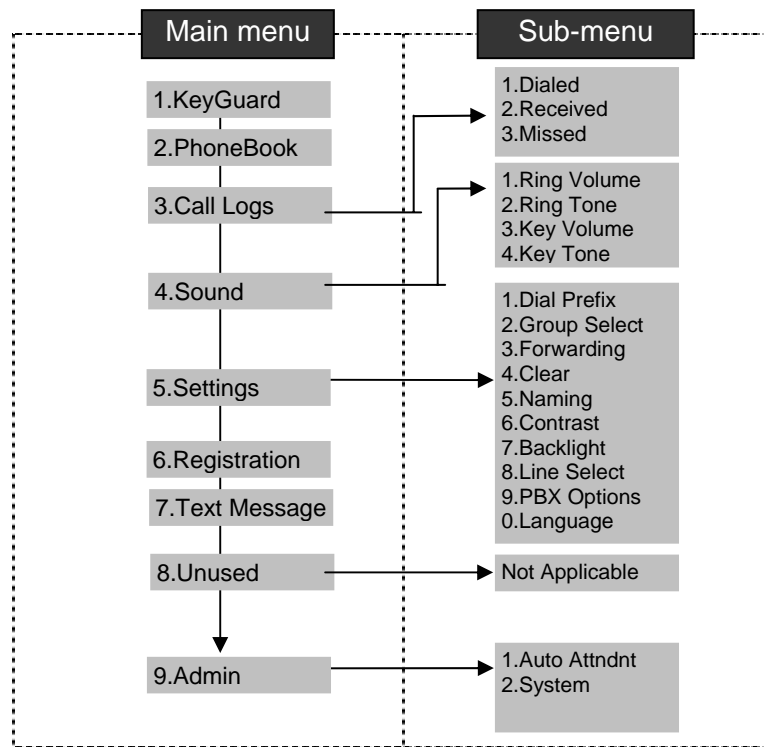 Main menu
Sub-menu
1.KeyGuard
2.PhoneBook
3.Call Logs
4.Sound
5.Settings
6.Registration
7.Text Message
8.Unused
9.Admin
1.Dialed
2.Received
3.Missed
1.Ring Volume
2.Ring Tone
3.Key Volume
4.Key Tone
1.Dial Prefix
2.Group Select
3.Forwarding
4.Clear
5.Naming
6.Contrast
7.Backlight
8.Line Select
9.PBX Options
0.Language
Not Applicable
1.Auto Attndnt
2.System